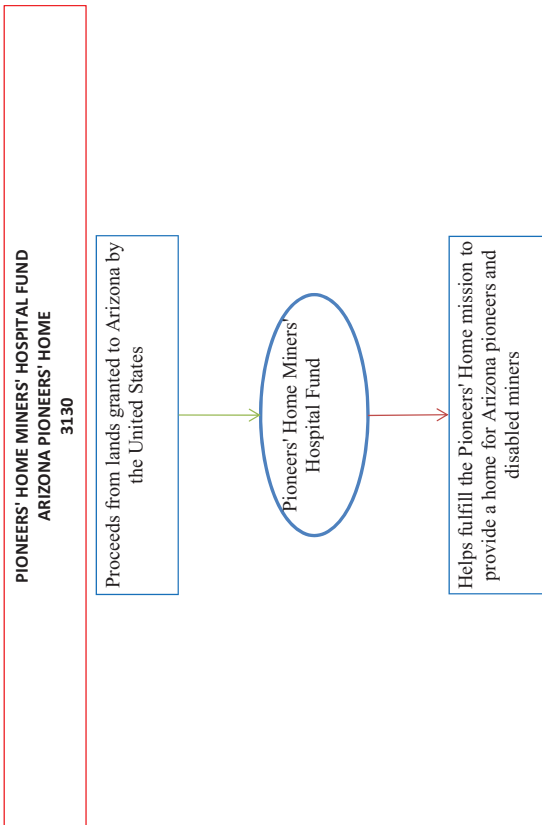 PIONEERS' HOME MINERS' HOSPITAL FUND
ARIZONA PIONEERS' HOME
3130
Proceeds from lands granted to Arizona by
the United States
Pioneers' Home Miners'
Hospital Fund
Helps fulfill the Pioneers' Home mission to
provide a home for Arizona pioneers and
disabled miners